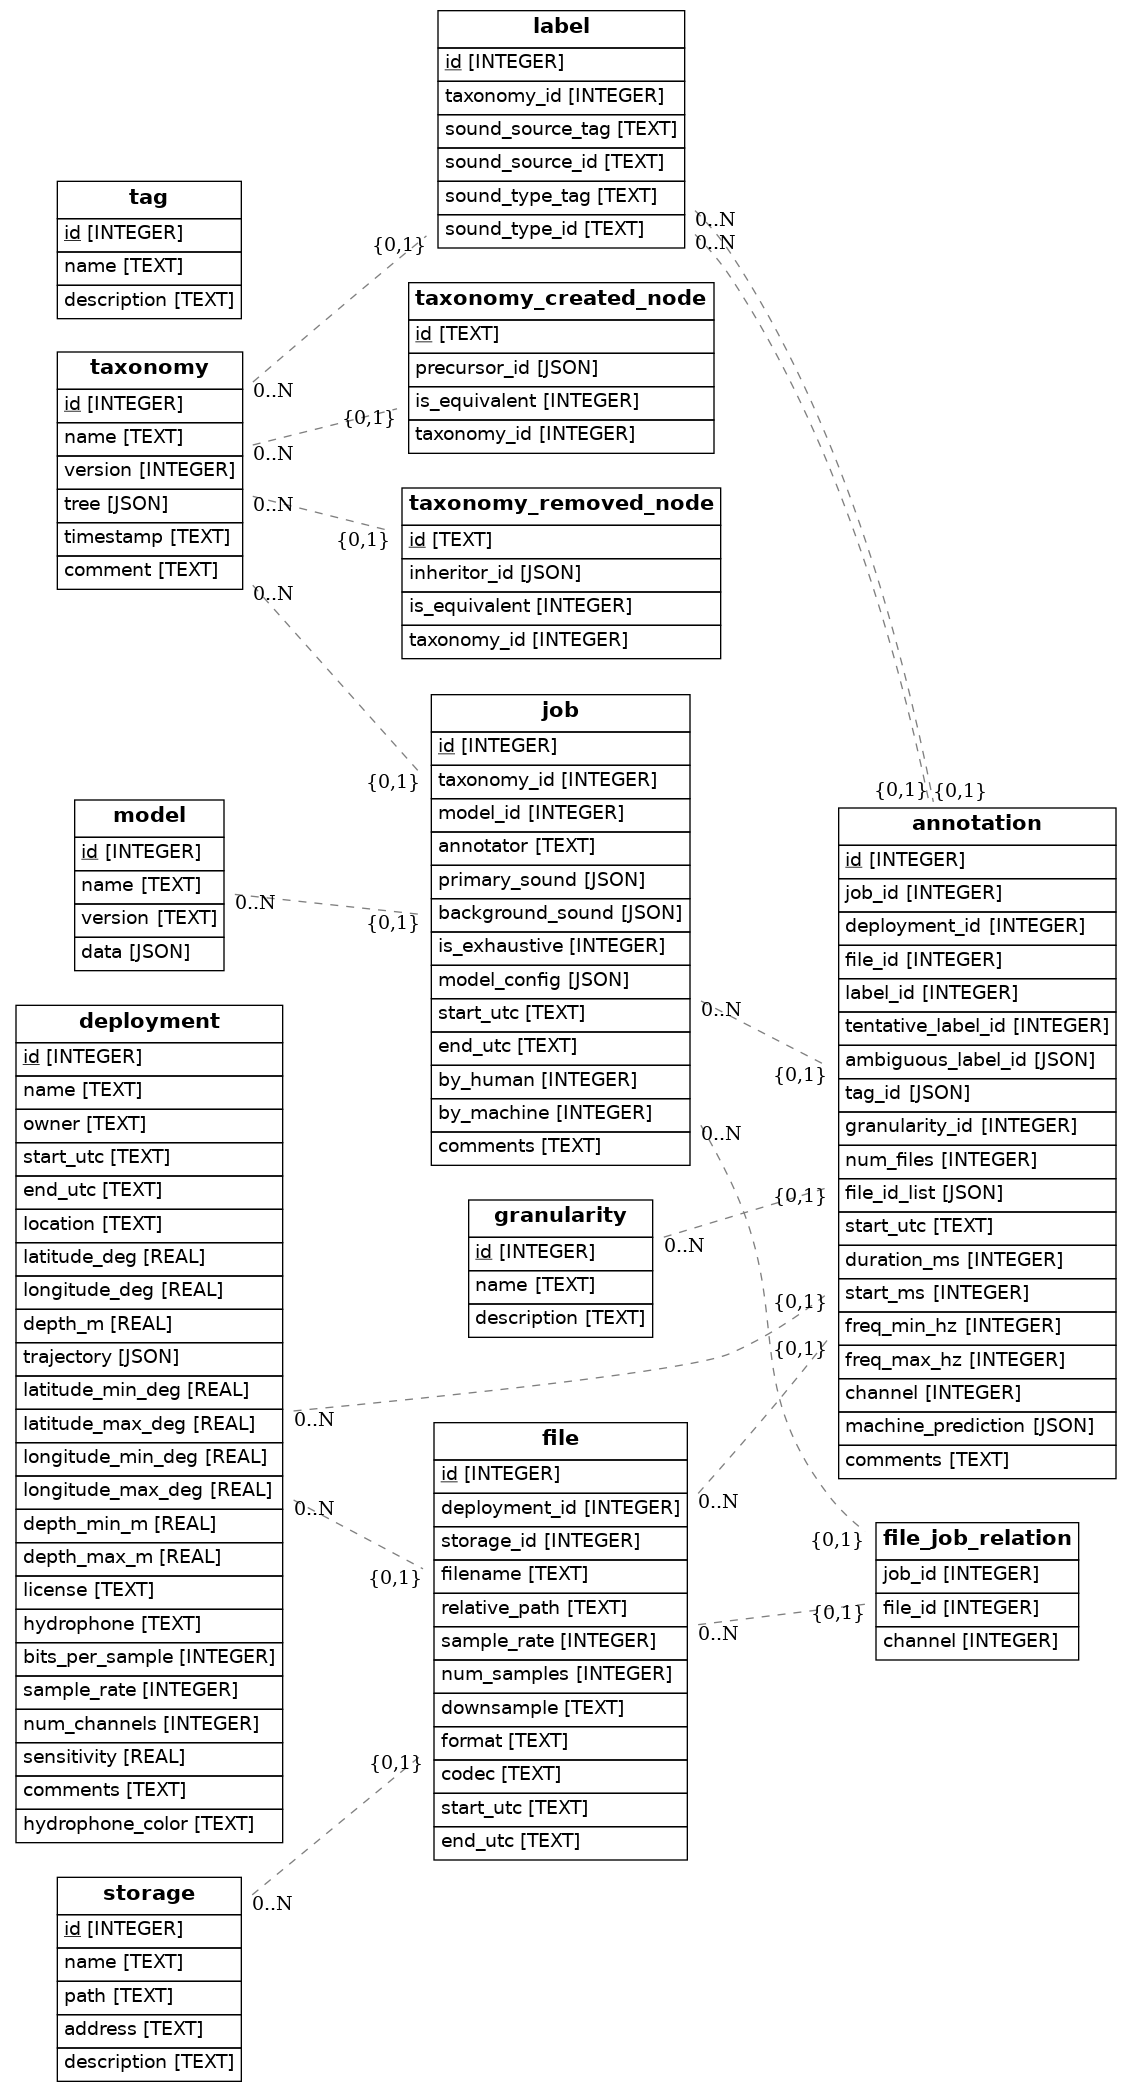 label
id [INTEGER]
taxonomy_id [INTEGER]
sound_source_tag [TEXT]
sound_source_id [TEXT]
sound_type_tag [TEXT]
sound_type_id [TEXT]
0..N
0..N
{0,1}
tag
id [INTEGER]
name [TEXT]
description [TEXT]
taxonomy
id [INTEGER]
name [TEXT]
version [INTEGER]
tree [JSON]
timestamp [TEXT]
comment [TEXT]
0..N
0..N
0..N
0..N
taxonomy_created_node
id [TEXT]
precursor_id [JSON]
is_equivalent [INTEGER]
taxonomy_id [INTEGER]
{0,1}
taxonomy_removed_node
id [TEXT]
inheritor_id [JSON]
is_equivalent [INTEGER]
taxonomy_id [INTEGER]
{0,1}
job
id [INTEGER]
taxonomy_id [INTEGER]
model_id [INTEGER]
annotator [TEXT]
primary_sound [JSON]
background_sound [JSON]
is_exhaustive [INTEGER]
model_config [JSON]
start_utc [TEXT]
end_utc [TEXT]
by_human [INTEGER]
by_machine [INTEGER]
comments [TEXT]
{0,1}
{0,1}
0..N
0..N
model
id [INTEGER]
name [TEXT]
version [TEXT]
data [JSON]
0..N
annotation
id [INTEGER]
job_id [INTEGER]
deployment_id [INTEGER]
file_id [INTEGER]
label_id [INTEGER]
tentative_label_id [INTEGER]
ambiguous_label_id [JSON]
tag_id [JSON]
granularity_id [INTEGER]
num_files [INTEGER]
file_id_list [JSON]
start_utc [TEXT]
duration_ms [INTEGER]
start_ms [INTEGER]
freq_min_hz [INTEGER]
freq_max_hz [INTEGER]
channel [INTEGER]
machine_prediction [JSON]
comments [TEXT]
{0,1}
{0,1}
{0,1}
{0,1}
{0,1}
{0,1}
deployment
id [INTEGER]
name [TEXT]
owner [TEXT]
start_utc [TEXT]
end_utc [TEXT]
location [TEXT]
latitude_deg [REAL]
longitude_deg [REAL]
depth_m [REAL]
trajectory [JSON]
latitude_min_deg [REAL]
latitude_max_deg [REAL]
longitude_min_deg [REAL]
longitude_max_deg [REAL]
depth_min_m [REAL]
depth_max_m [REAL]
license [TEXT]
hydrophone [TEXT]
bits_per_sample [INTEGER]
sample_rate [INTEGER]
num_channels [INTEGER]
sensitivity [REAL]
comments [TEXT]
hydrophone_color [TEXT]
0..N
0..N
granularity
id [INTEGER]
name [TEXT]
description [TEXT]
0..N
file
id [INTEGER]
deployment_id [INTEGER]
storage_id [INTEGER]
filename [TEXT]
relative_path [TEXT]
sample_rate [INTEGER]
num_samples [INTEGER]
downsample [TEXT]
format [TEXT]
codec [TEXT]
start_utc [TEXT]
end_utc [TEXT]
{0,1}
{0,1}
0..N
0..N
file_job_relation
job_id [INTEGER]
file_id [INTEGER]
channel [INTEGER]
{0,1}
{0,1}
storage
id [INTEGER]
name [TEXT]
path [TEXT]
address [TEXT]
description [TEXT]
0..N